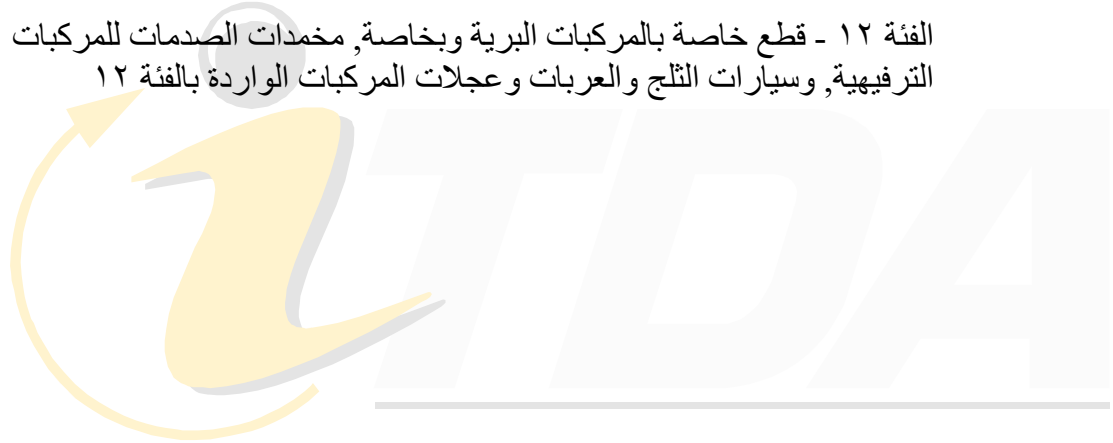 الفئة ١٢ - قطع خاصة بالمركبات البرية وبخاصة, مخمدات الصدمات للمركبات
الترفيهية, وسيارات الثلج والعربات وعجلات المركبات الواردة بالفئة ١٢
iTDA